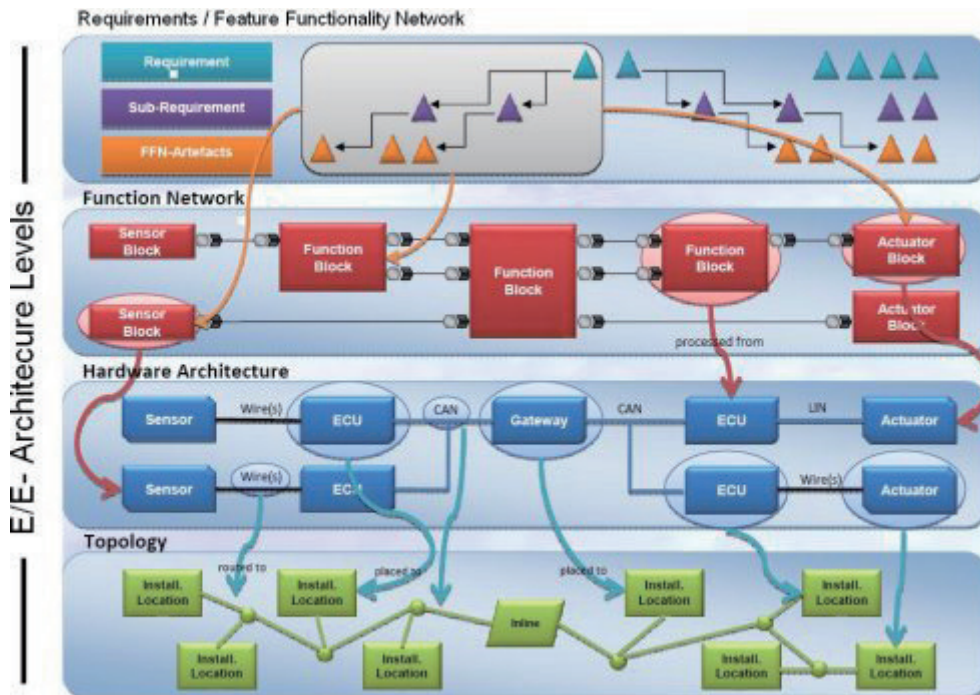 Requirements / Feature Functionality Network
E/E- Architecure Levels
Requirement
Sub-Requirement
FFN-Artefacts
Function Network
Sensor
Block
Function
Block
Function
Block
Function
Block
Actuator
Block
Sensor
Block
Actuator
Block
processed from
Hardware Architecture
Sensor
Wire(s)
ECU
CAN
Gateway
CAN
ECU
LIN
Actuator
Sensor
Wire(s)
ECU
ECU
Wire(s)
Actuator
Topology
routed to
placed to
placed to
Install.
Location
Install.
Location
Inline
Install.
Location
Install.
Location
Install.
Location
Install.
Location
Install.
Location
Install.
Location